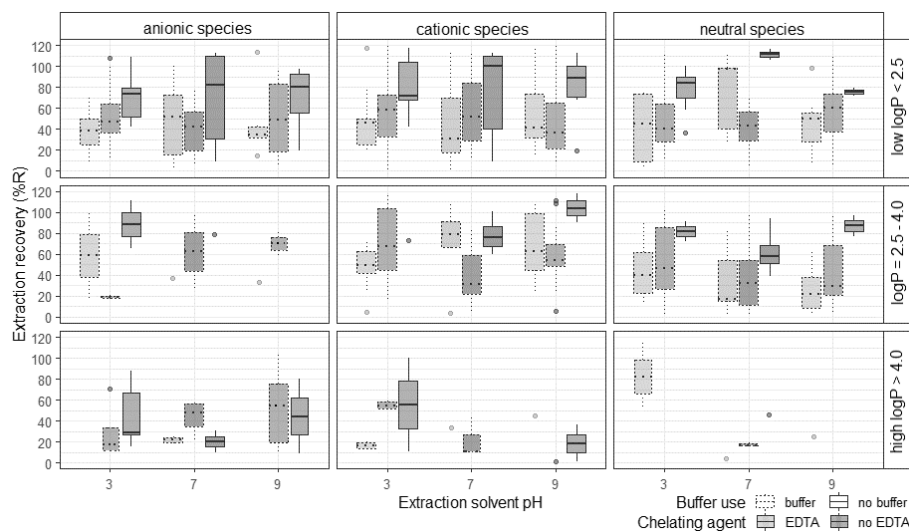 anionic species
cationic species
neutral species
Extraction recovery (%R)
120
100
80
60
40
20
0
low logP < 2.5
120
100
80
60
40
20
0
logP = 2.5 - 4.0
120
100
80
60
40
20
0
high logP > 4.0
3 7 9
3 7 9
3 7 9
Extraction solvent pH
Buffer use buffer no buffer
Chelating agent EDTA no EDTA